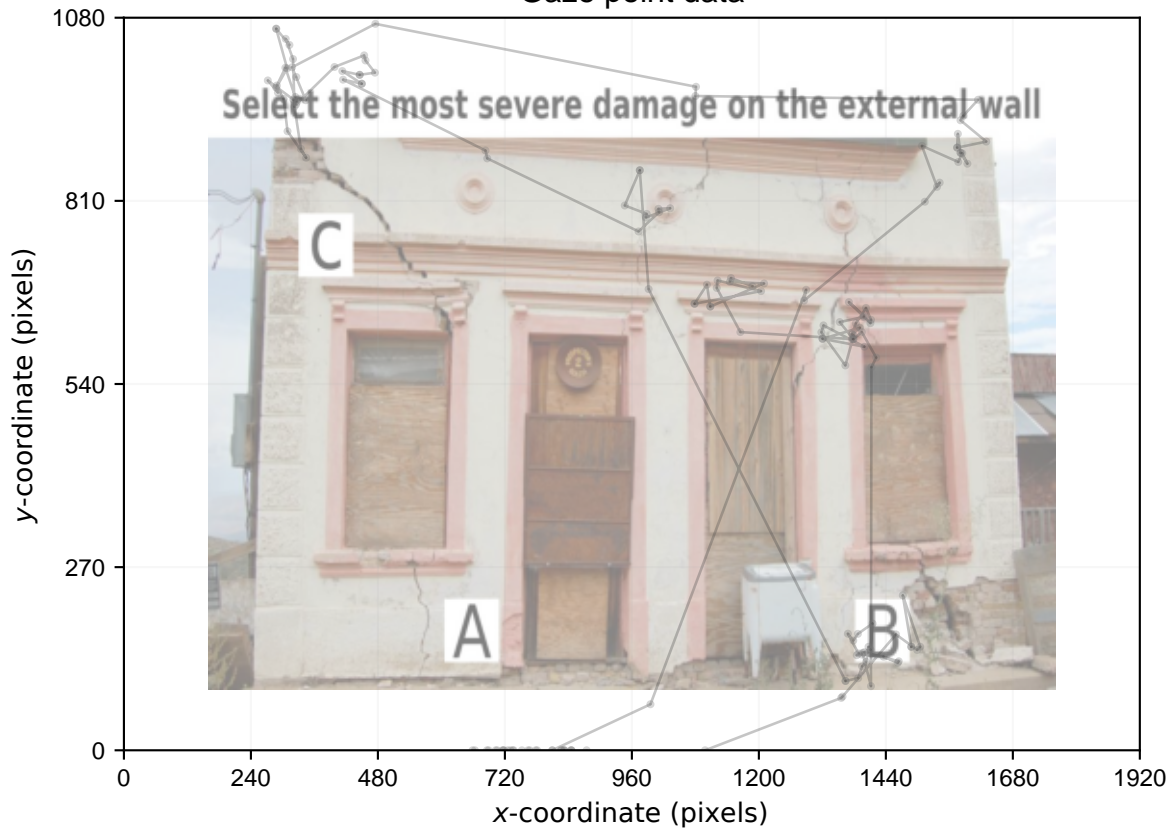 Gaze point data
1080
Select the most severe damage on the external wall
810
C
540
270
A
B
0
0 240 480 720 960 1200 1440 1680 1920
x-coordinate (pixels)
y-coordinate (pixels)